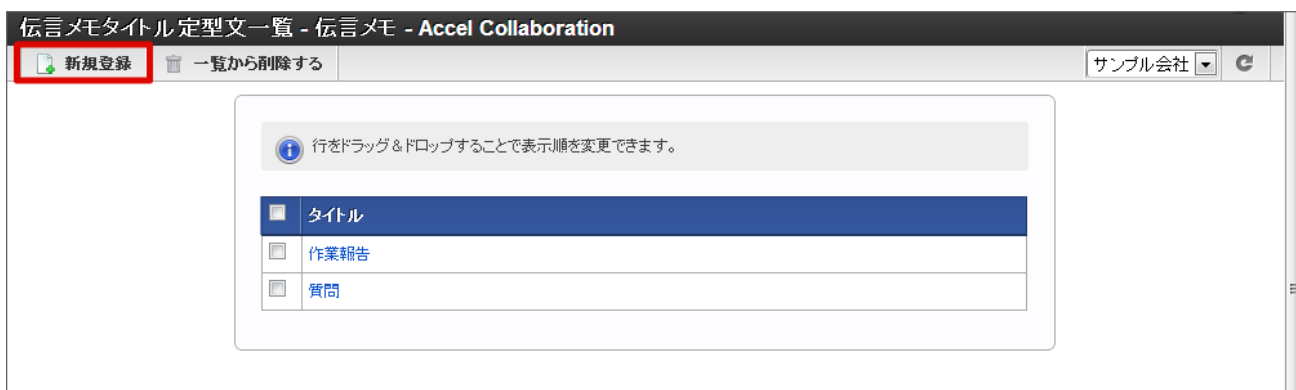 伝言メモタイトル定型文一覧 - 伝言メモ - Accel Collaboration
新規登録 一覧から削除する サンプル会社
行をドラッグ&ドロップすることで表示順を変更できます。
タイトル
作業報告
質問